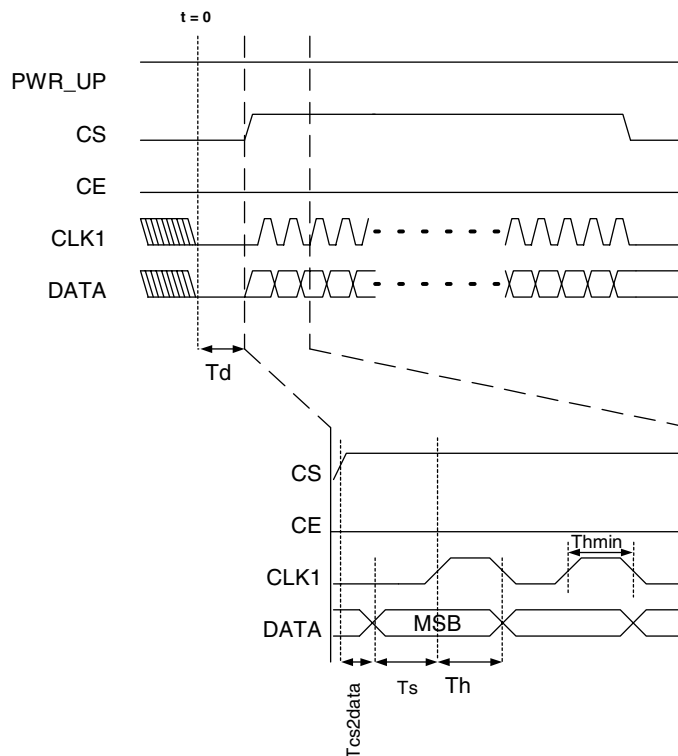 t = 0
PWR_UP
CS
CE
CLK1
DATA
Td
CS
CE
Thmin
CLK1
DATA
MSB
Tcs2data
Ts
Th